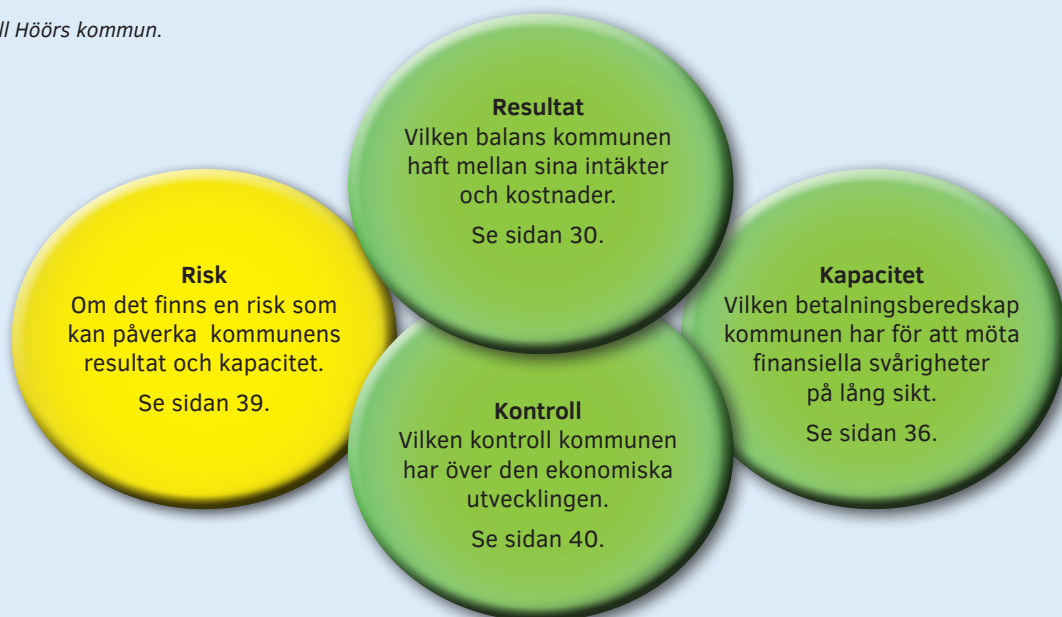 ll Höörs kommun.
Resultat
Vilken balans kommunen
haft mellan sina intäkter
och kostnader.
Se sidan 30.
Risk
Om det finns en risk som
kan påverka kommunens
resultat och kapacitet.
Se sidan 39.
Kapacitet
Vilken betalningsberedskap
kommunen har för att möta
finansiella svårigheter
på lång sikt.
Se sidan 36.
Kontroll
Vilken kontroll kommunen
har över den ekonomiska
utvecklingen.
Se sidan 40.